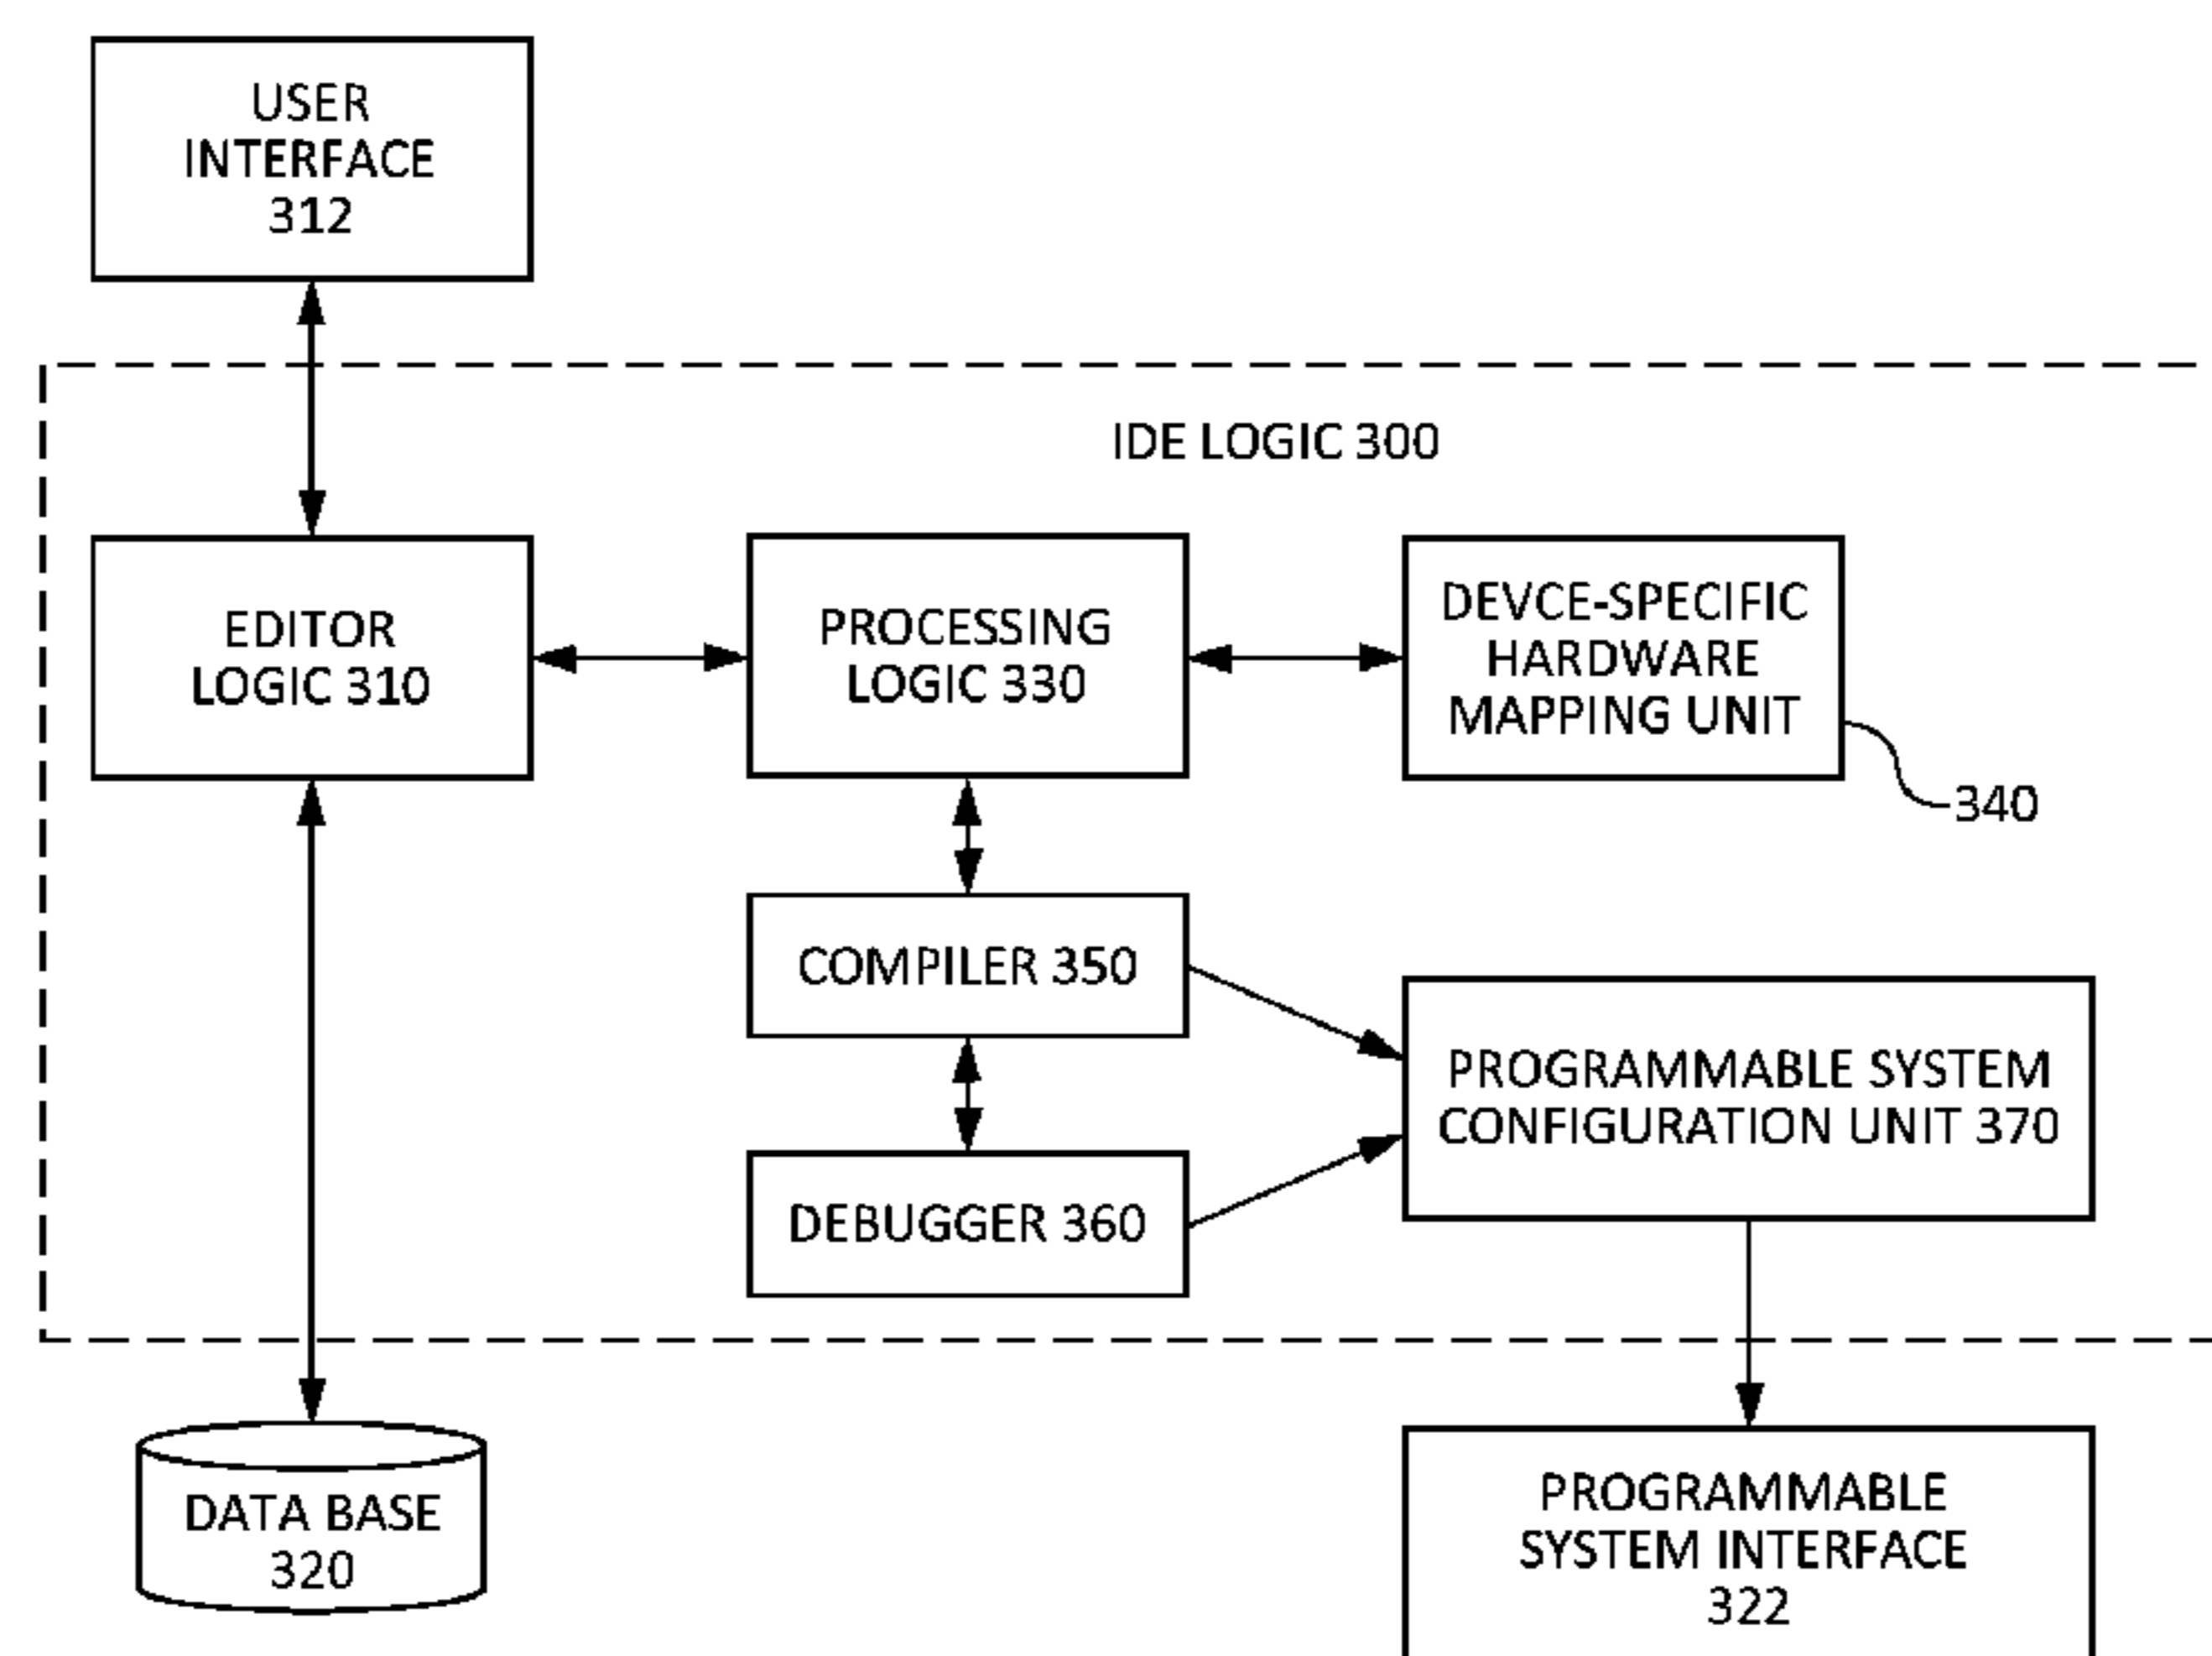 USER
INTERFACE
312
IDE LOGIC 300
EDITOR
LOGIC 310
PROCESSING
LOGIC 330
DEVCE-SPECIFIC
HARDWARE
MAPPING UNIT
340
COMPILER 350
PROGRAMMABLE SYSTEM
CONFIGURATION UNIT 370
DEBUGGER 360
DATA BASE
320
PROGRAMMABLE
SYSTEM INTERFACE
322